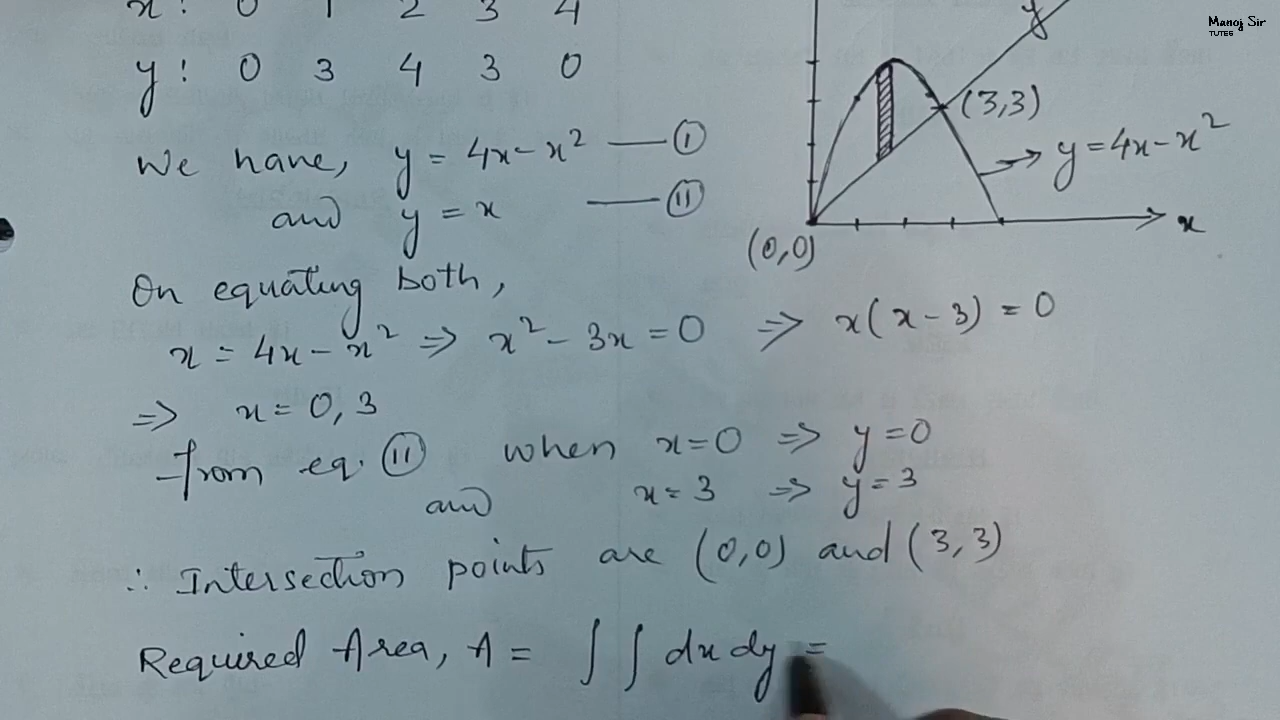 x : 0 1 2 3 4
y : 0 3 4 3 0
We have, y = 4x - x² —— (I)
and y = x —— (II)
On equating both,
x = 4x - x² => x² - 3x = 0 => x(x - 3) = 0
=> x = 0, 3
from eq. (II) when x = 0 => y = 0
and x = 3 => y = 3
∴ Intersection points are (0,0) and (3,3)
Required Area, A = ∫ ∫ dx dy =
y
(3,3)
y = 4x - x²
x
(0,0)
Manoj Sir
TUTES